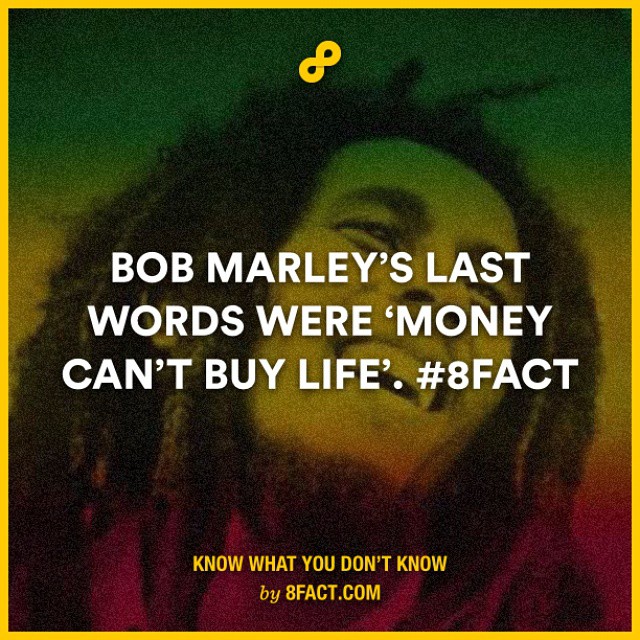 BOB MARLEY’S LAST
WORDS WERE ‘MONEY
CAN’T BUY LIFE’. #8FACT
KNOW WHAT YOU DON’T KNOW
by 8FACT.COM